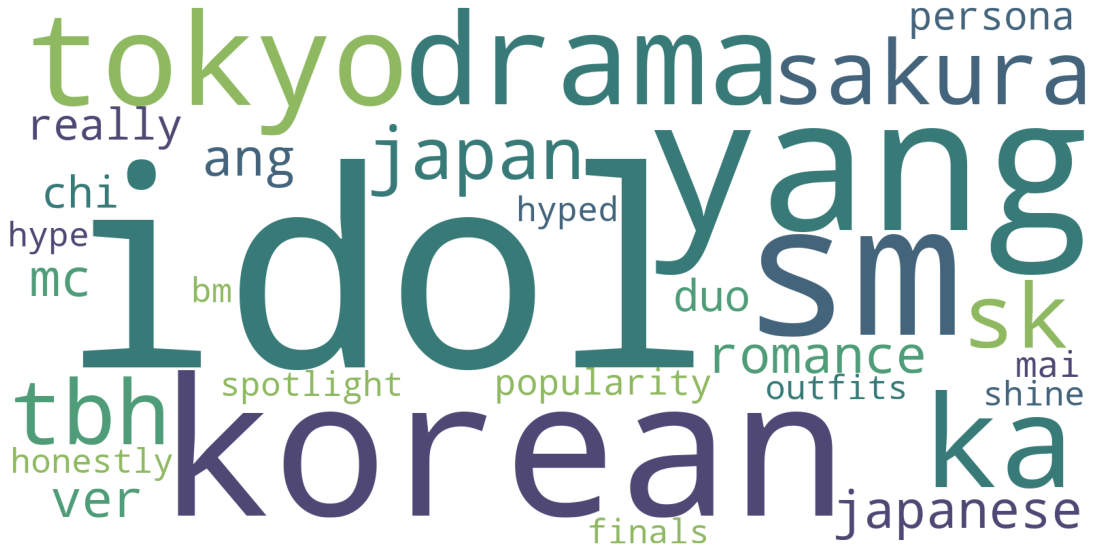 persona
tokyo drama sakura
really
ang japan yang
chi
hype idol hyped sm
mc bm duo sk
romance mai
spotlight popularity outfits shine
tbh korean ka
honestly
ver japanese
finals